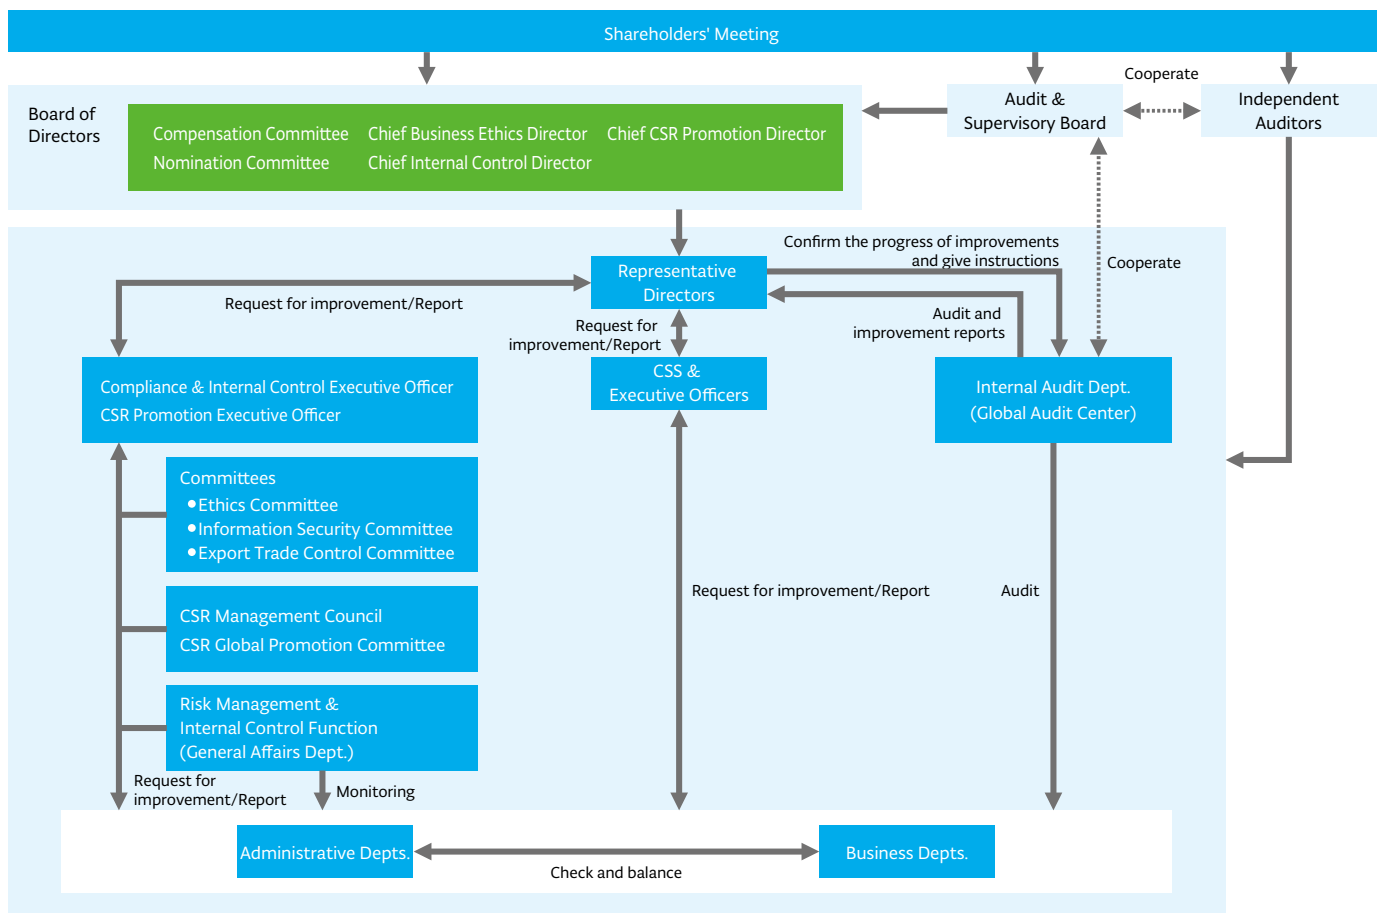 Shareholders' Meeting
Board of
Directors
Compensation Committee
Chief Business Ethics Director
Chief CSR Promotion Director
Nomination Committee
Chief Internal Control Director
Audit &
Supervisory Board
Cooperate
Independent
Auditors
Cooperate
Representative
Directors
Confirm the progress of improvements
and give instructions
Audit and
improvement reports
Request for improvement/Report
Request for
improvement/Report
Compliance & Internal Control Executive Officer
CSR Promotion Executive Officer
CSS &
Executive Officers
Internal Audit Dept.
(Global Audit Center)
Committees
●Ethics Committee
●Information Security Committee
●Export Trade Control Committee
CSR Management Council
CSR Global Promotion Committee
Request for improvement/Report
Audit
Risk Management &
Internal Control Function
(General Affairs Dept.)
Request for
improvement/Report
Monitoring
Administrative Depts.
Business Depts.
Check and balance